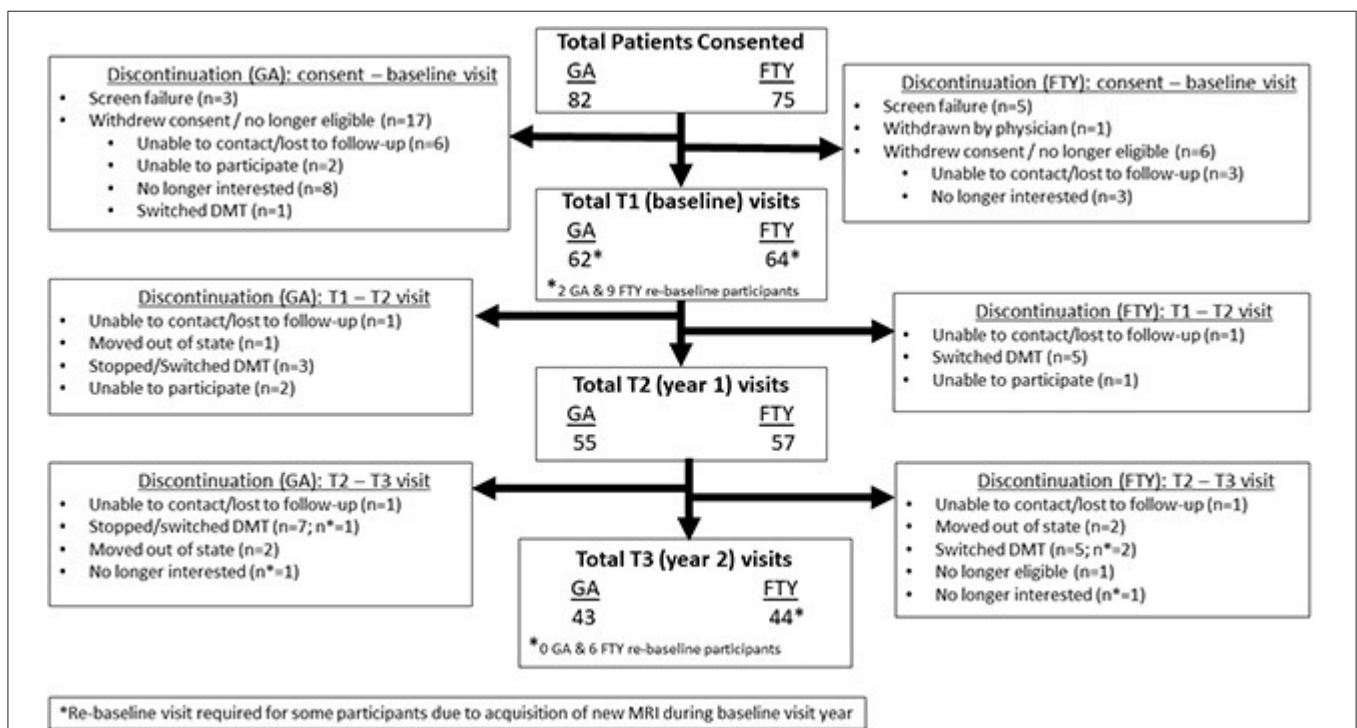 Total Patients Consented
GA FTY
82 75
Discontinuation (GA): consent – baseline visit
• Screen failure (n=3)
• Withdrew consent / no longer eligible (n=17)
• Unable to contact/lost to follow-up (n=6)
• Unable to participate (n=2)
• No longer interested (n=8)
• Switched DMT (n=1)
Discontinuation (FTY): consent – baseline visit
• Screen failure (n=5)
• Withdrawn by physician (n=1)
• Withdrew consent / no longer eligible (n=6)
• Unable to contact/lost to follow-up (n=3)
• No longer interested (n=3)
Total T1 (baseline) visits
GA FTY
62* 64*
*2 GA & 9 FTY re-baseline participants
Discontinuation (GA): T1 – T2 visit
• Unable to contact/lost to follow-up (n=1)
• Moved out of state (n=1)
• Stopped/Switched DMT (n=3)
• Unable to participate (n=2)
Discontinuation (FTY): T1 – T2 visit
• Unable to contact/lost to follow-up (n=1)
• Switched DMT (n=5)
• Unable to participate (n=1)
Total T2 (year 1) visits
GA FTY
55 57
Discontinuation (GA): T2 – T3 visit
• Unable to contact/lost to follow-up (n=1)
• Stopped/switched DMT (n=7; n*=1)
• Moved out of state (n=2)
• No longer interested (n*=1)
Discontinuation (FTY): T2 – T3 visit
• Unable to contact/lost to follow-up (n=1)
• Moved out of state (n=2)
• Switched DMT (n=5; n*=2)
• No longer eligible (n=1)
• No longer interested (n*=1)
Total T3 (year 2) visits
GA FTY
43 44*
*0 GA & 6 FTY re-baseline participants
*Re-baseline visit required for some participants due to acquisition of new MRI during baseline visit year